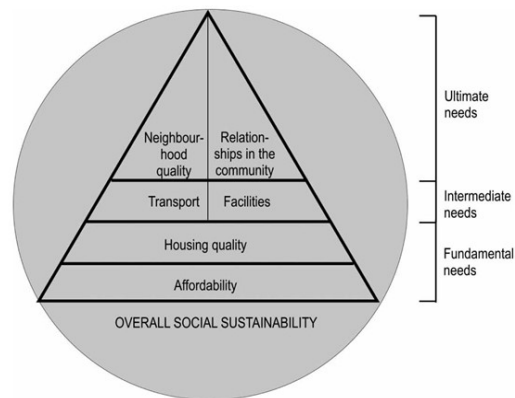 Ultimate
needs
Neighbour-
hood
quality
Relation-
ships in the
community
Transport
Facilities
Intermediate
needs
Housing quality
Fundamental
needs
Affordability
OVERALL SOCIAL SUSTAINABILITY